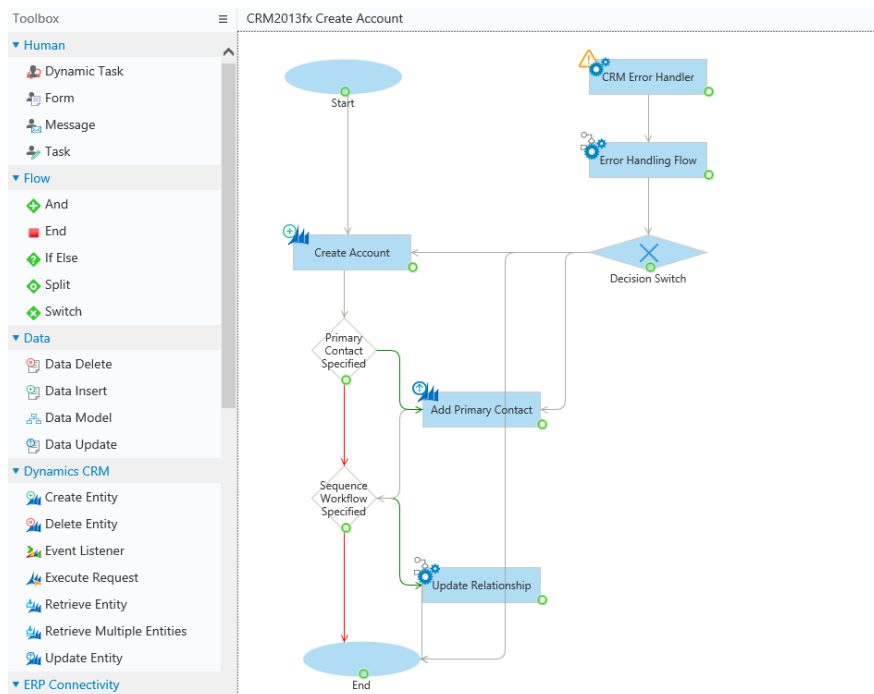 Toolbox
Human
Dynamic Task
Form
Message
Task
Flow
And
End
If Else
Split
Switch
Data
Data Delete
Data Insert
Data Model
Data Update
Dynamics CRM
Create Entity
Delete Entity
Event Listener
Execute Request
Retrieve Entity
Retrieve Multiple Entities
Update Entity
ERP Connectivity
CRM2013fx Create Account
Start
CRM Error Handler
Error Handling Flow
Decision Switch
Create Account
Primary
Contact
Specified
Add Primary Contact
Sequence
Workflow
Specified
Update Relationship
End